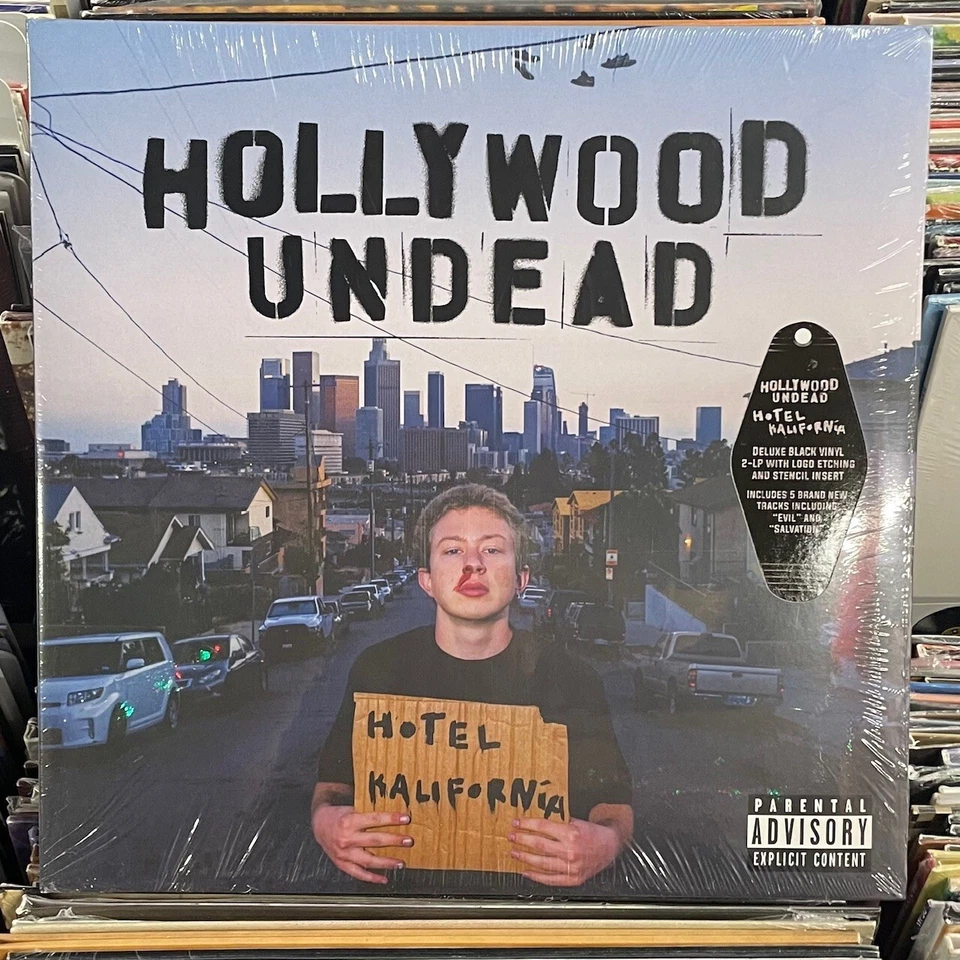 HOLLYWOOD
UNDEAD
HOLLYWOOD
UNDEAD
HOTEL
KALIFORNíA
DELUXE BLACK VINYL
2-LP WITH LOGO ETCHING
AND STENCIL INSERT
INCLUDES 5 BRAND NEW
TRACKS INCLUDING
"EVIL" AND
"SALVATION"
HOTEL
KALIFORNíA
PARENTAL
ADVISORY
EXPLICIT CONTENT